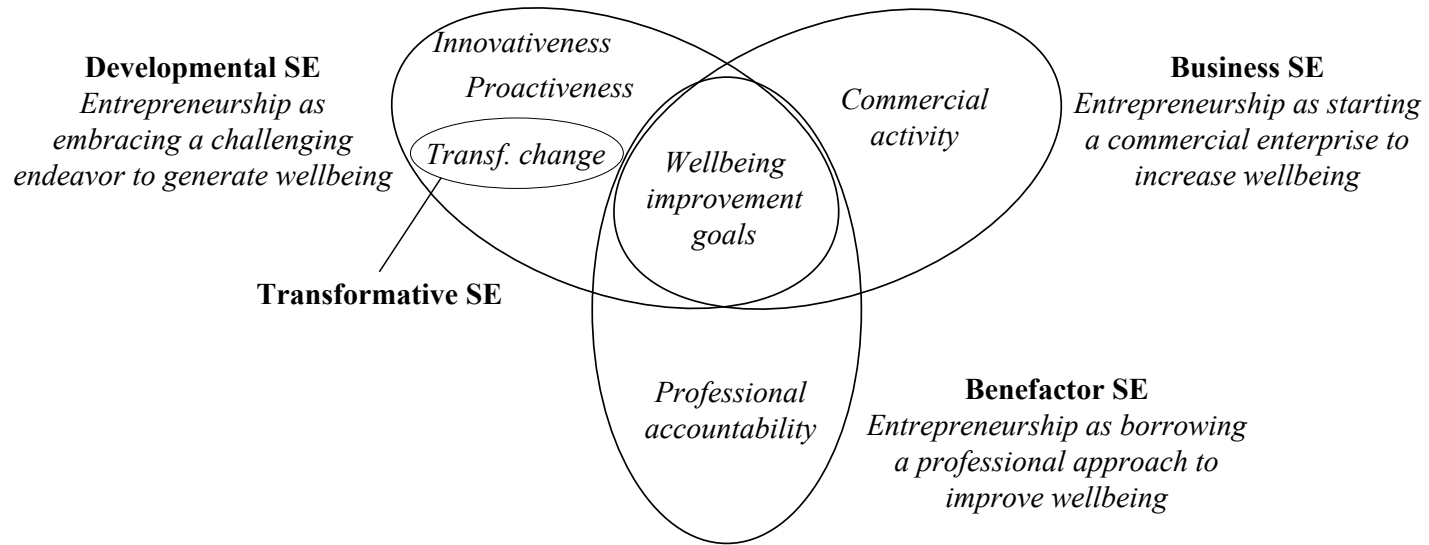 Developmental SE
Entrepreneurship as
embracing a challenging
endeavor to generate wellbeing
Innovativeness
Proactiveness
Transf. change
Transformative SE
Wellbeing
improvement
goals
Commercial
activity
Business SE
Entrepreneurship as starting
a commercial enterprise to
increase wellbeing
Professional
accountability
Benefactor SE
Entrepreneurship as borrowing
a professional approach to
improve wellbeing